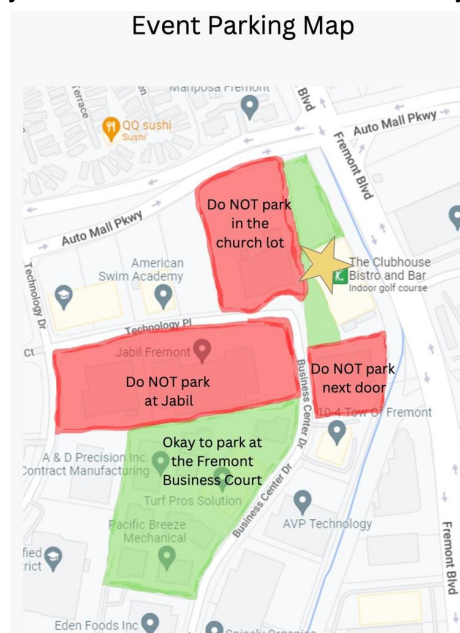 Event Parking Map
Mariposa Fremont
Blvd
Terrace
QQ sushi
Sushi
Auto Mall Pkwy
Fremont Blvd
Do NOT park
in the
church lot
Auto Mall Pkwy
American
Swim Academy
The Clubhouse
Bistro and Bar
Indoor golf course
Technology Dr
Technology Pl
Ct
Jabil Fremont
Do NOT park
at Jabil
Business Center Dr
Do NOT park
next door
10-4 Tow Of Fremont
Okay to park at
the Fremont
Business Court
A & D Precision Inc.
Contract Manufacturing
Turf Pros Solution
Business Center Dr
AVP Technology
Pacific Breeze
Mechanical
Fremont Blvd
Eden Foods Inc